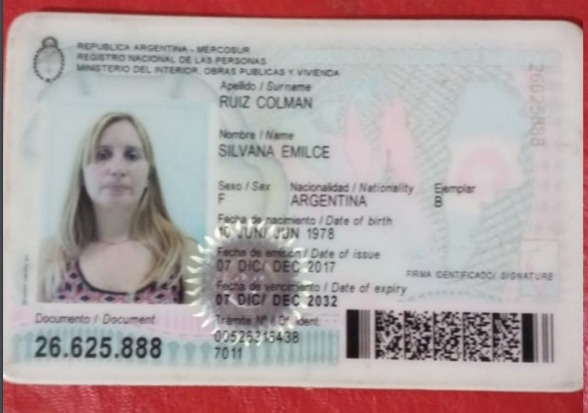 REPUBLICA ARGENTINA - MERCOSUR
REGISTRO NACIONAL DE LAS PERSONAS
MINISTERIO DEL INTERIOR, OBRAS PUBLICAS Y VIVIENDA
Apellido / Surname
RUIZ COLMAN
Nombre / Name
SILVANA EMILCE
Sexo / Sex Nacionalidad / Nationality Ejemplar
F ARGENTINA B
Fecha de nacimiento / Date of birth
JUN/ JUN 1978
Fecha de emisión / Date of issue
07 DIC/ DEC 2017
FIRMA IDENTIFICADO/ SIGNATURE
Fecha de vencimiento / Date of expiry
07 DIC/ DEC 2032
Documento / Document
26.625.888
Trámite Nº / ident.
7011
26625888